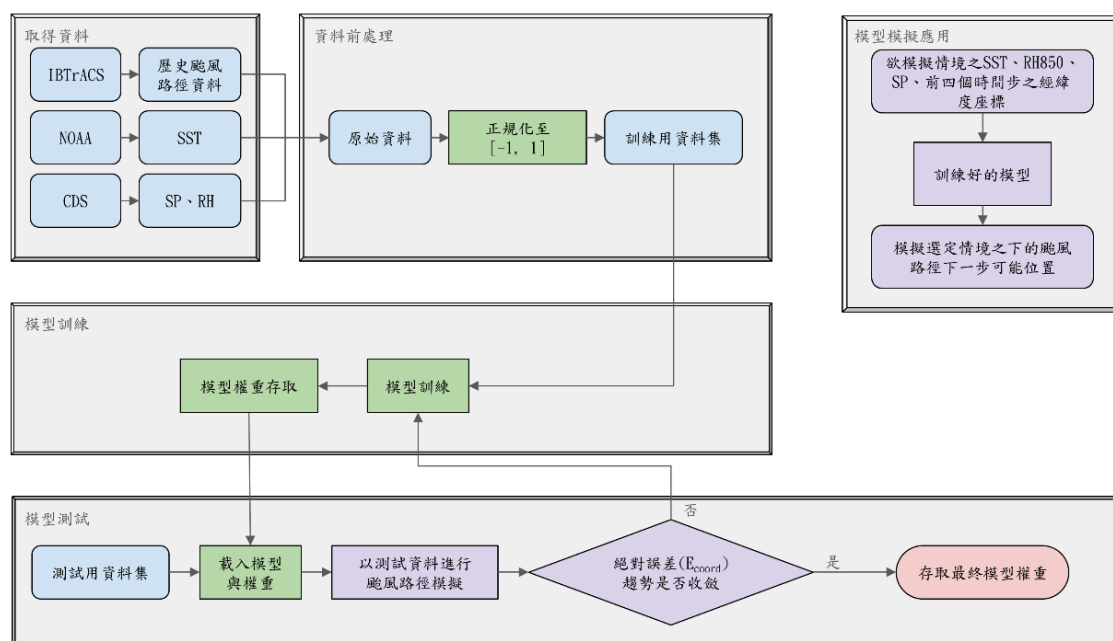 取得資料
IBTrACS
歷史颱風
路徑資料
NOAA
SST
CDS
SP、RH
資料前處理
原始資料
正規化至
[-1, 1]
訓練用資料集
模型模擬應用
欲模擬情境之SST、RH850、
SP、前四個時間步之經緯
度座標
訓練好的模型
模擬選定情境之下的颱風
路徑下一步可能位置
模型訓練
模型權重存取
模型訓練
模型測試
測試用資料集
載入模型
與權重
以測試資料進行
颱風路徑模擬
絕對誤差(Ecoord)
趨勢是否收斂
否
是
存取最終模型權重